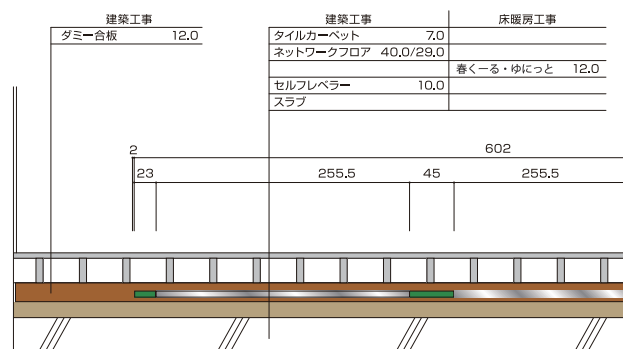 建築工事
ダミー合板 12.0
建築工事 床暖房工事
タイルカーペット 7.0
ネットワークフロア 40.0/29.0
春くーる・ゆにっと 12.0
セルフレベラー 10.0
スラブ
2 602
23 255.5 45 255.5